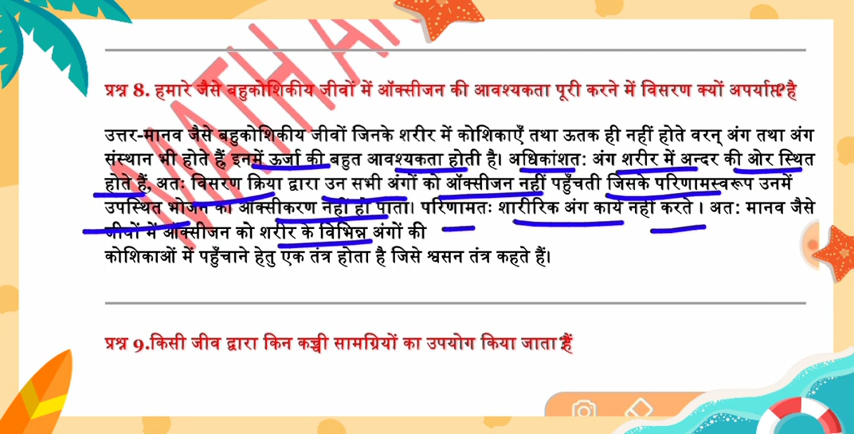 प्रश्न 8. हमारे जैसे बहुकोशिकीय जीवों में ऑक्सीजन की आवश्यकता पूरी करने में विसरण क्यों अपर्याप्त है
उत्तर-मानव जैसे बहुकोशिकीय जीवों जिनके शरीर में कोशिकाएँ तथा ऊतक ही नहीं होते वरन् अंग तथा अंग
संस्थान भी होते हैं, इनमें ऊर्जा की बहुत आवश्यकता होती है। अधिकांशत: अंग शरीर में अन्दर की ओर स्थित
होते हैं, अत: विसरण क्रिया द्वारा उन सभी अंगों को ऑक्सीजन नहीं पहुँचती जिसके परिणामस्वरूप उनमें
उपस्थित भोजन का ऑक्सीकरण नहीं हो पाता। परिणामत: शारीरिक अंग कार्य नहीं करते । अत: मानव जैसे
जीवों में ऑक्सीजन को शरीर के विभिन्न अंगों की
कोशिकाओं में पहुँचाने हेतु एक तंत्र होता है जिसे श्वसन तंत्र कहते हैं।
प्रश्न 9.किसी जीव द्वारा किन कच्ची सामग्रियों का उपयोग किया जाता हैं
MATH